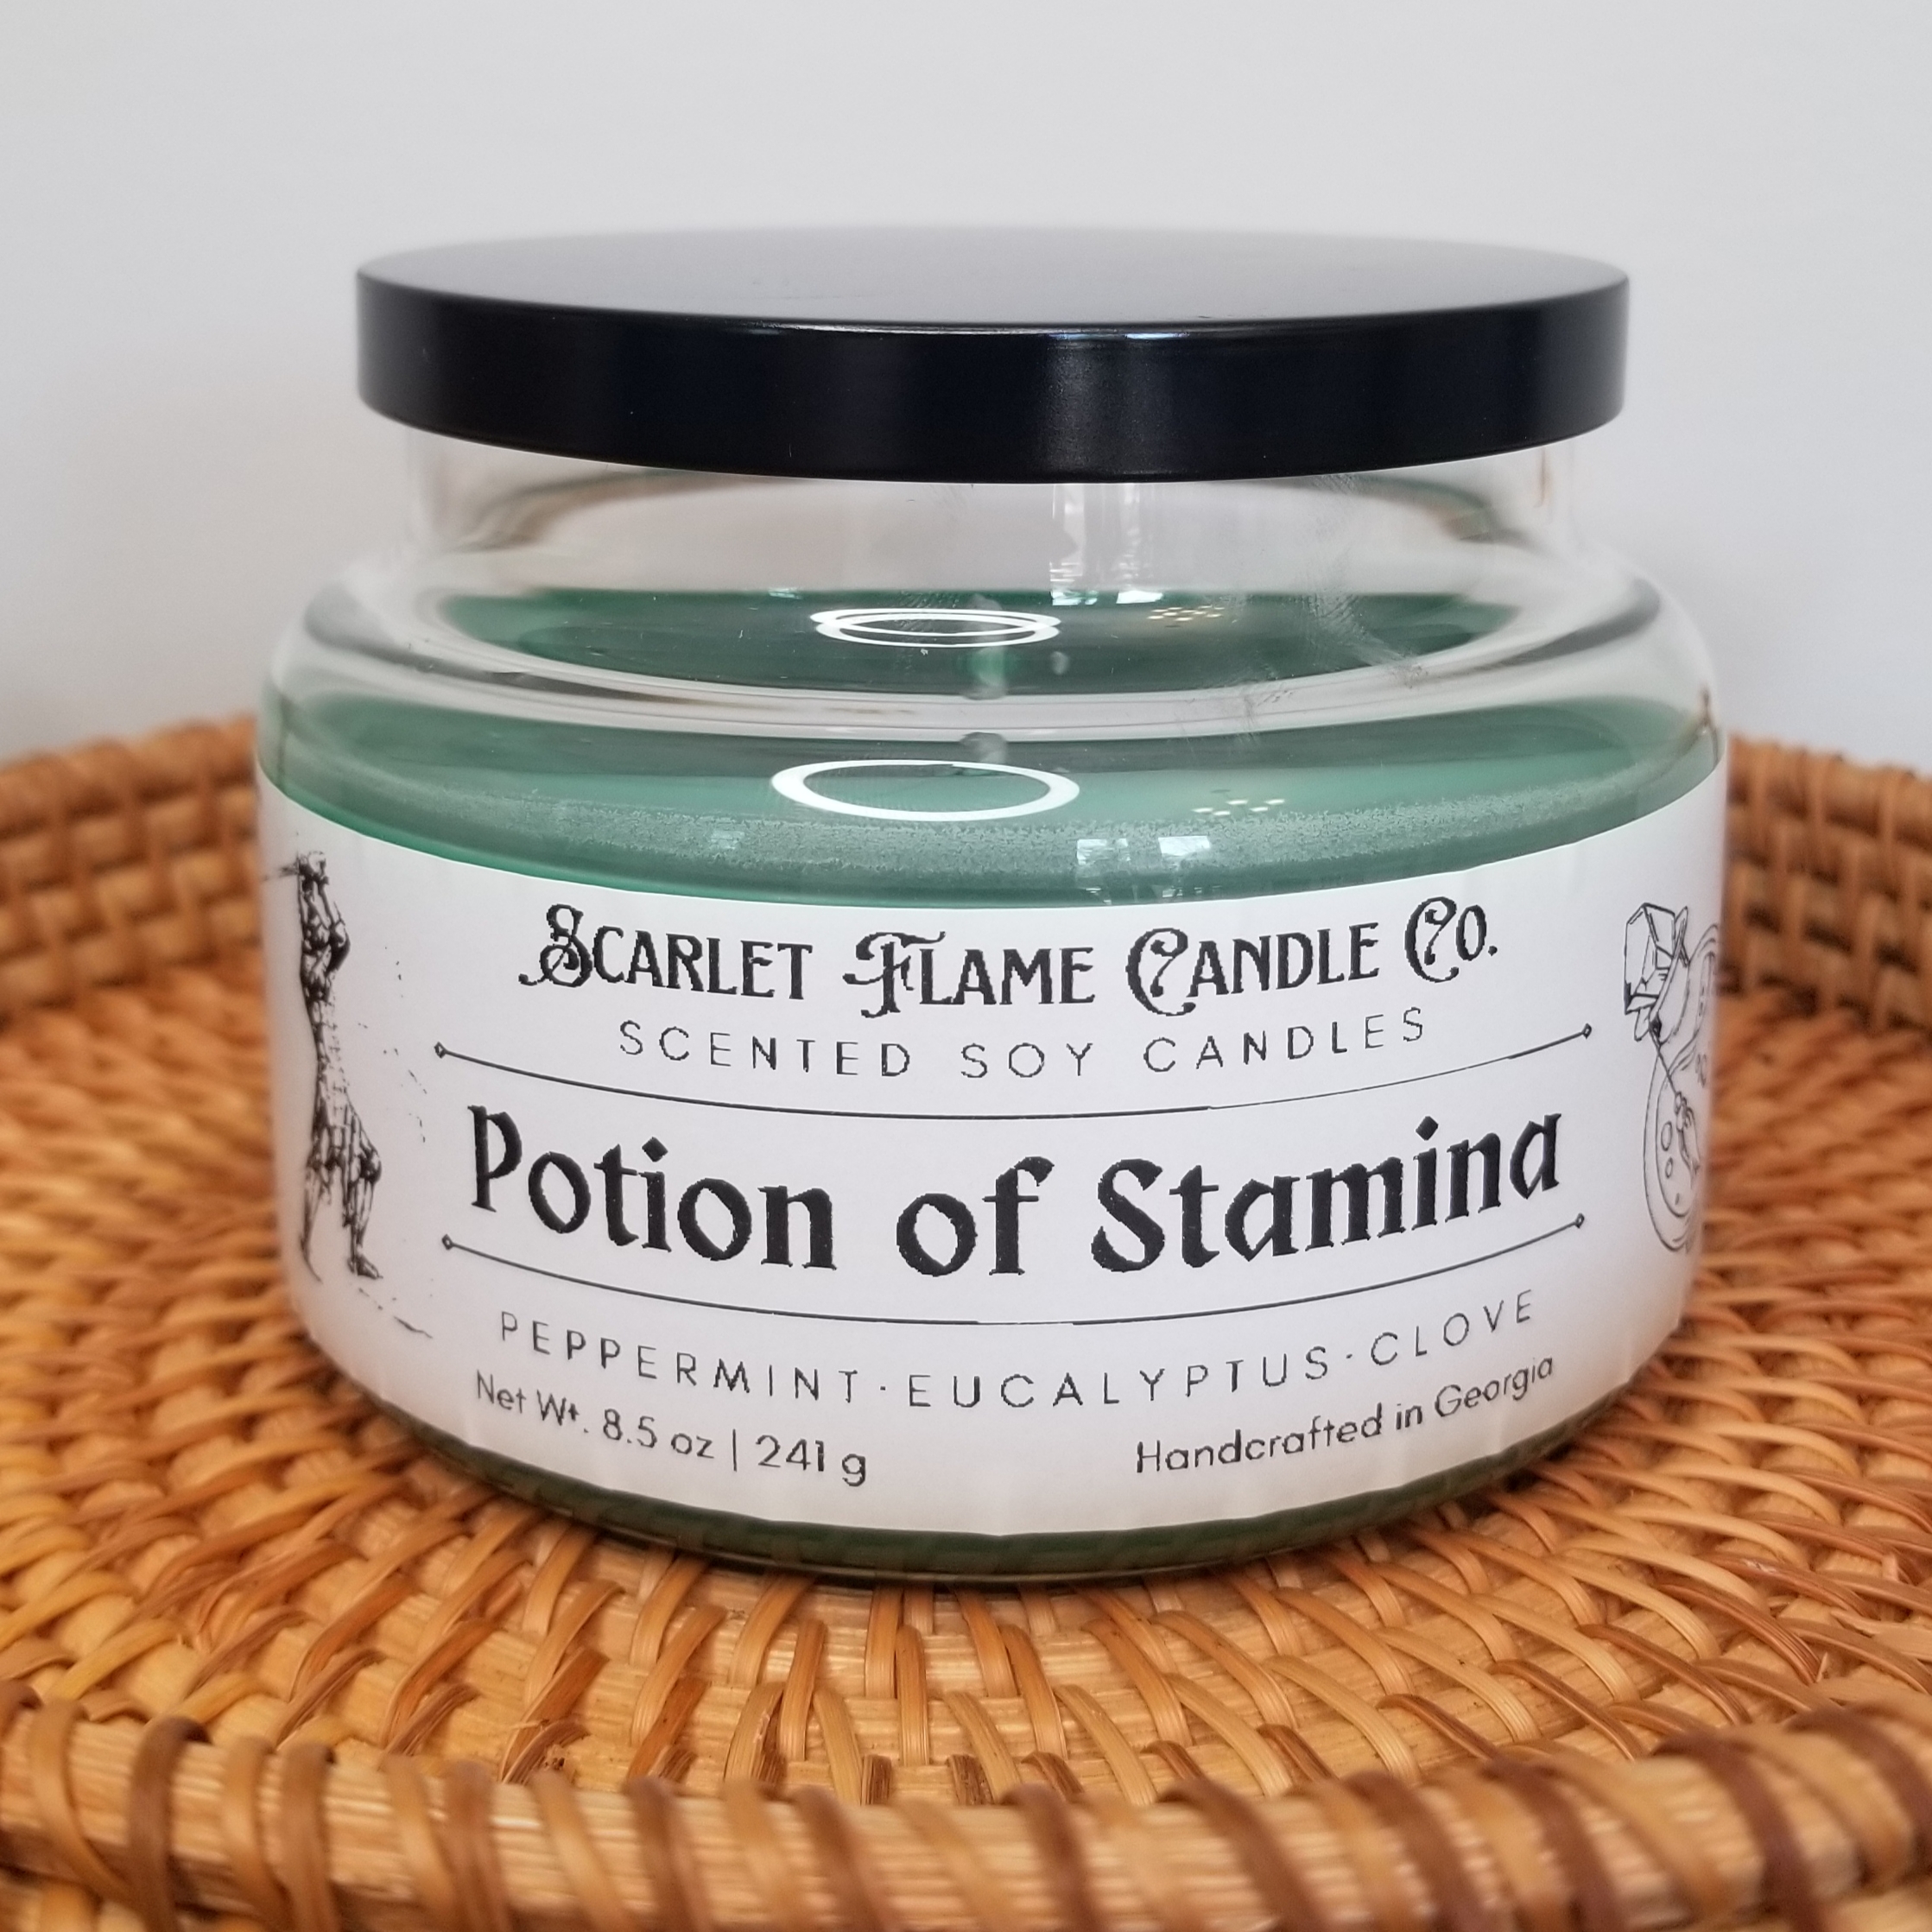 Scarlet Flame Candle Co.
SCENTED SOY CANDLES
Potion of Stamina
PEPPERMINT·EUCALYPTUS·CLOVE
Net Wt. 8.5 oz | 241 g
Handcrafted in Georgia